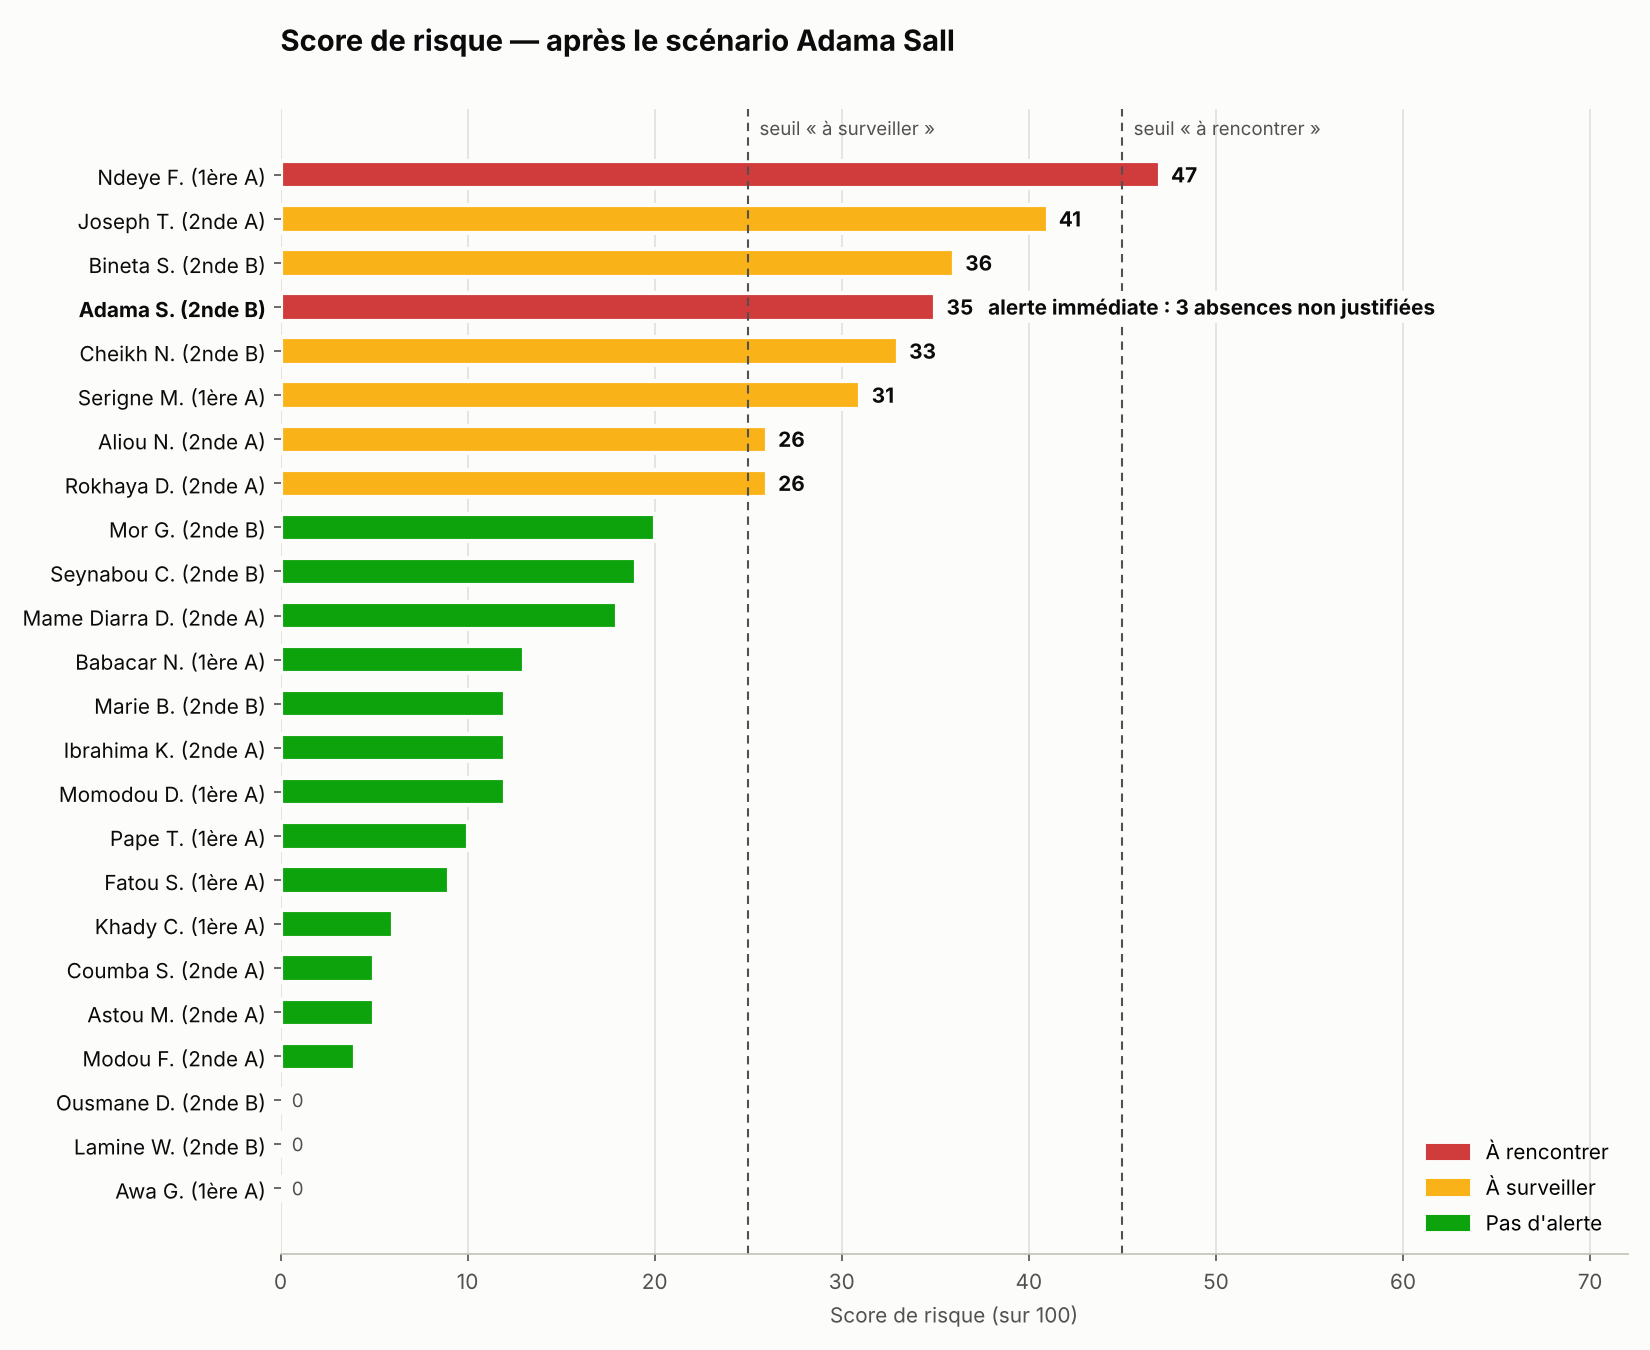 Score de risque — après le scénario Adama Sall
seuil « à surveiller »
seuil « à rencontrer »
Ndeye F. (1ère A) 47
Joseph T. (2nde A) 41
Bineta S. (2nde B) 36
Adama S. (2nde B) 35 alerte immédiate : 3 absences non justifiées
Cheikh N. (2nde B) 33
Serigne M. (1ère A) 31
Aliou N. (2nde A) 26
Rokhaya D. (2nde A) 26
Mor G. (2nde B)
Seynabou C. (2nde B)
Mame Diarra D. (2nde A)
Babacar N. (1ère A)
Marie B. (2nde B)
Ibrahima K. (2nde A)
Momodou D. (1ère A)
Pape T. (1ère A)
Fatou S. (1ère A)
Khady C. (1ère A)
Coumba S. (2nde A)
Astou M. (2nde A)
Modou F. (2nde A)
Ousmane D. (2nde B) 0
Lamine W. (2nde B) 0
Awa G. (1ère A) 0
À rencontrer
À surveiller
Pas d'alerte
0 10 20 30 40 50 60 70
Score de risque (sur 100)